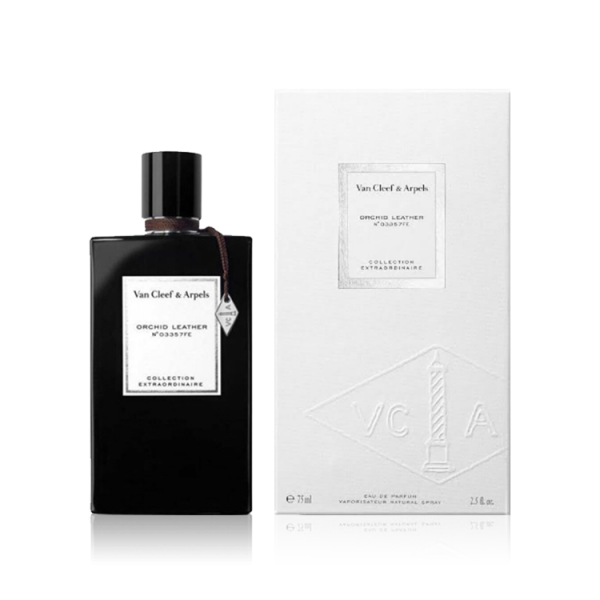 Van Cleef & Arpels
ORCHID LEATHER
N°03357FE
COLLECTION
EXTRAORDINAIRE
VC A
Van Cleef & Arpels
ORCHID LEATHER
N°03357FE
COLLECTION
EXTRAORDINAIRE
VC A
EAU DE PARFUM
℮ 75 ml VAPORISATEUR NATURAL SPRAY 2.5 fl. oz.